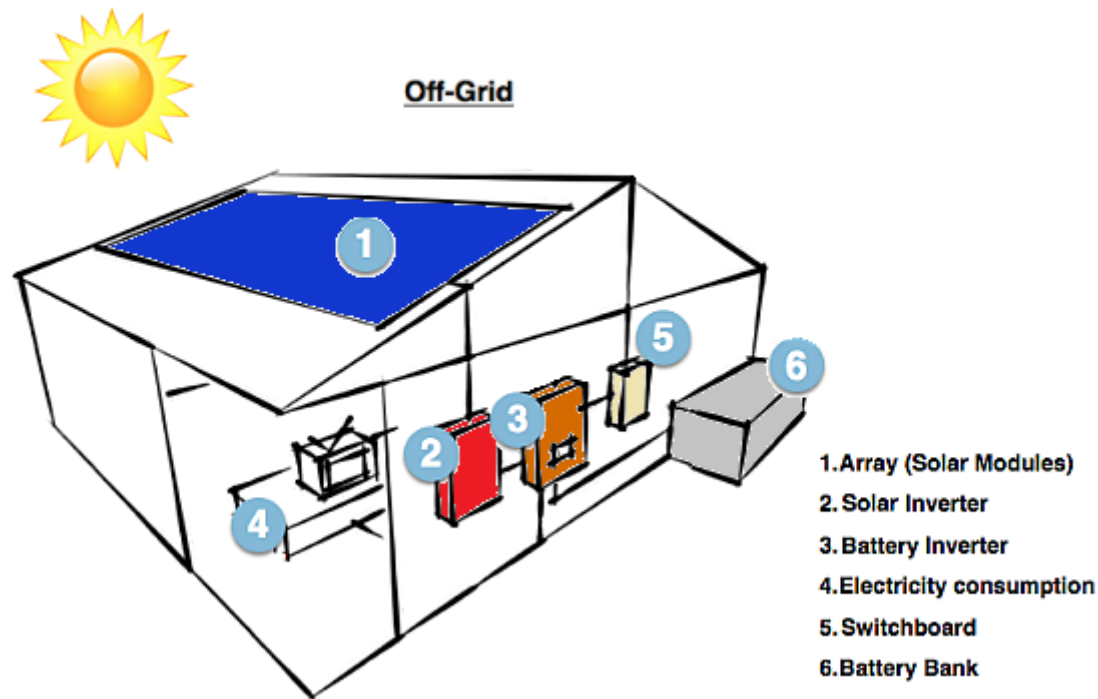 Off-Grid
1
5
6
3
2
4
1.Array (Solar Modules)
2.Solar Inverter
3.Battery Inverter
4.Electricity consumption
5.Switchboard
6.Battery Bank